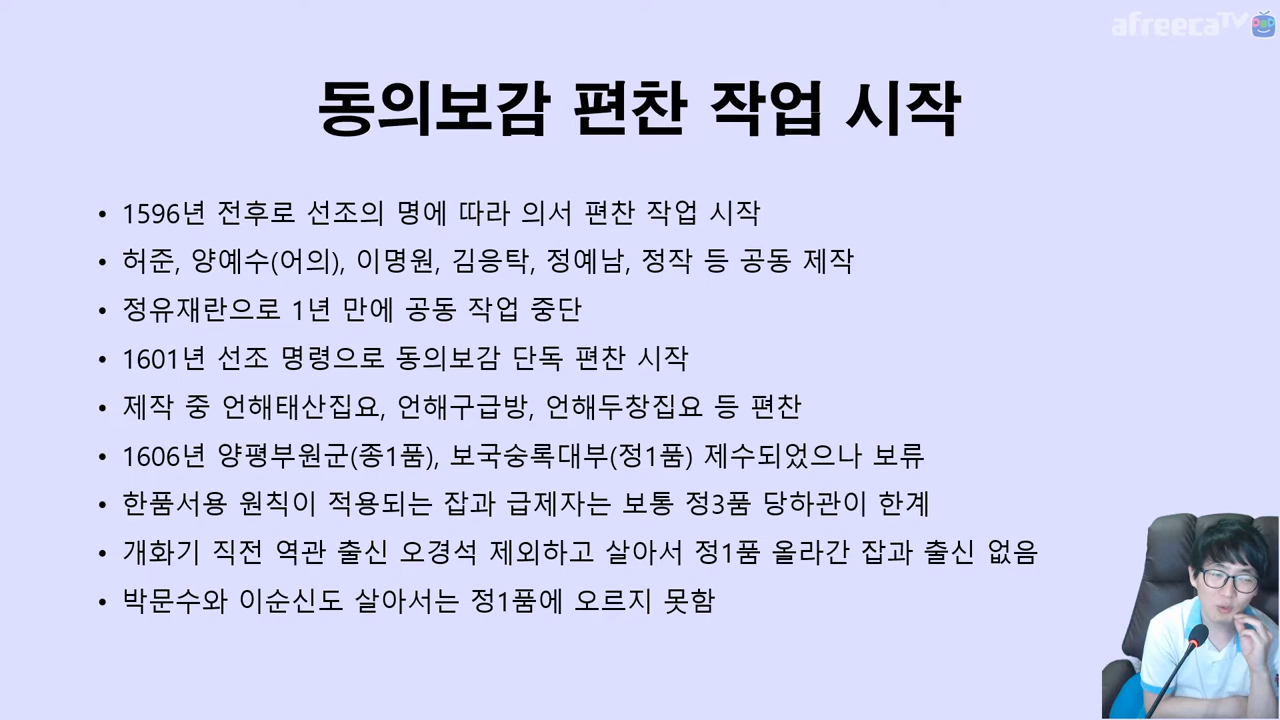 afreecaTV
동의보감 편찬 작업 시작
• 1596년 전후로 선조의 명에 따라 의서 편찬 작업 시작
• 허준, 양예수(어의), 이명원, 김응탁, 정예남, 정작 등 공동 제작
• 정유재란으로 1년 만에 공동 작업 중단
• 1601년 선조 명령으로 동의보감 단독 편찬 시작
• 제작 중 언해태산집요, 언해구급방, 언해두창집요 등 편찬
• 1606년 양평부원군(종1품), 보국숭록대부(정1품) 제수되었으나 보류
• 한품서용 원칙이 적용되는 잡과 급제자는 보통 정3품 당하관이 한계
• 개화기 직전 역관 출신 오경석 제외하고 살아서 정1품 올라간 잡과 출신 없음
• 박문수와 이순신도 살아서는 정1품에 오르지 못함